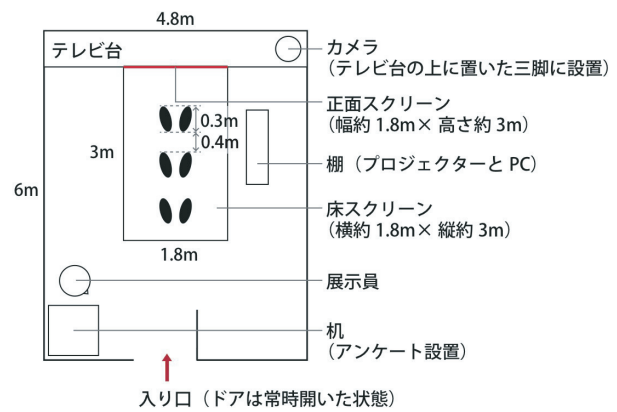 4.8m
テレビ台
カメラ
（テレビ台の上に置いた三脚に設置）
正面スクリーン
（幅約 1.8m× 高さ約 3m）
0.3m
0.4m
3m
棚（プロジェクターと PC）
6m
床スクリーン
（横約 1.8m× 縦約 3m）
1.8m
展示員
机
（アンケート設置）
入り口（ドアは常時開いた状態）